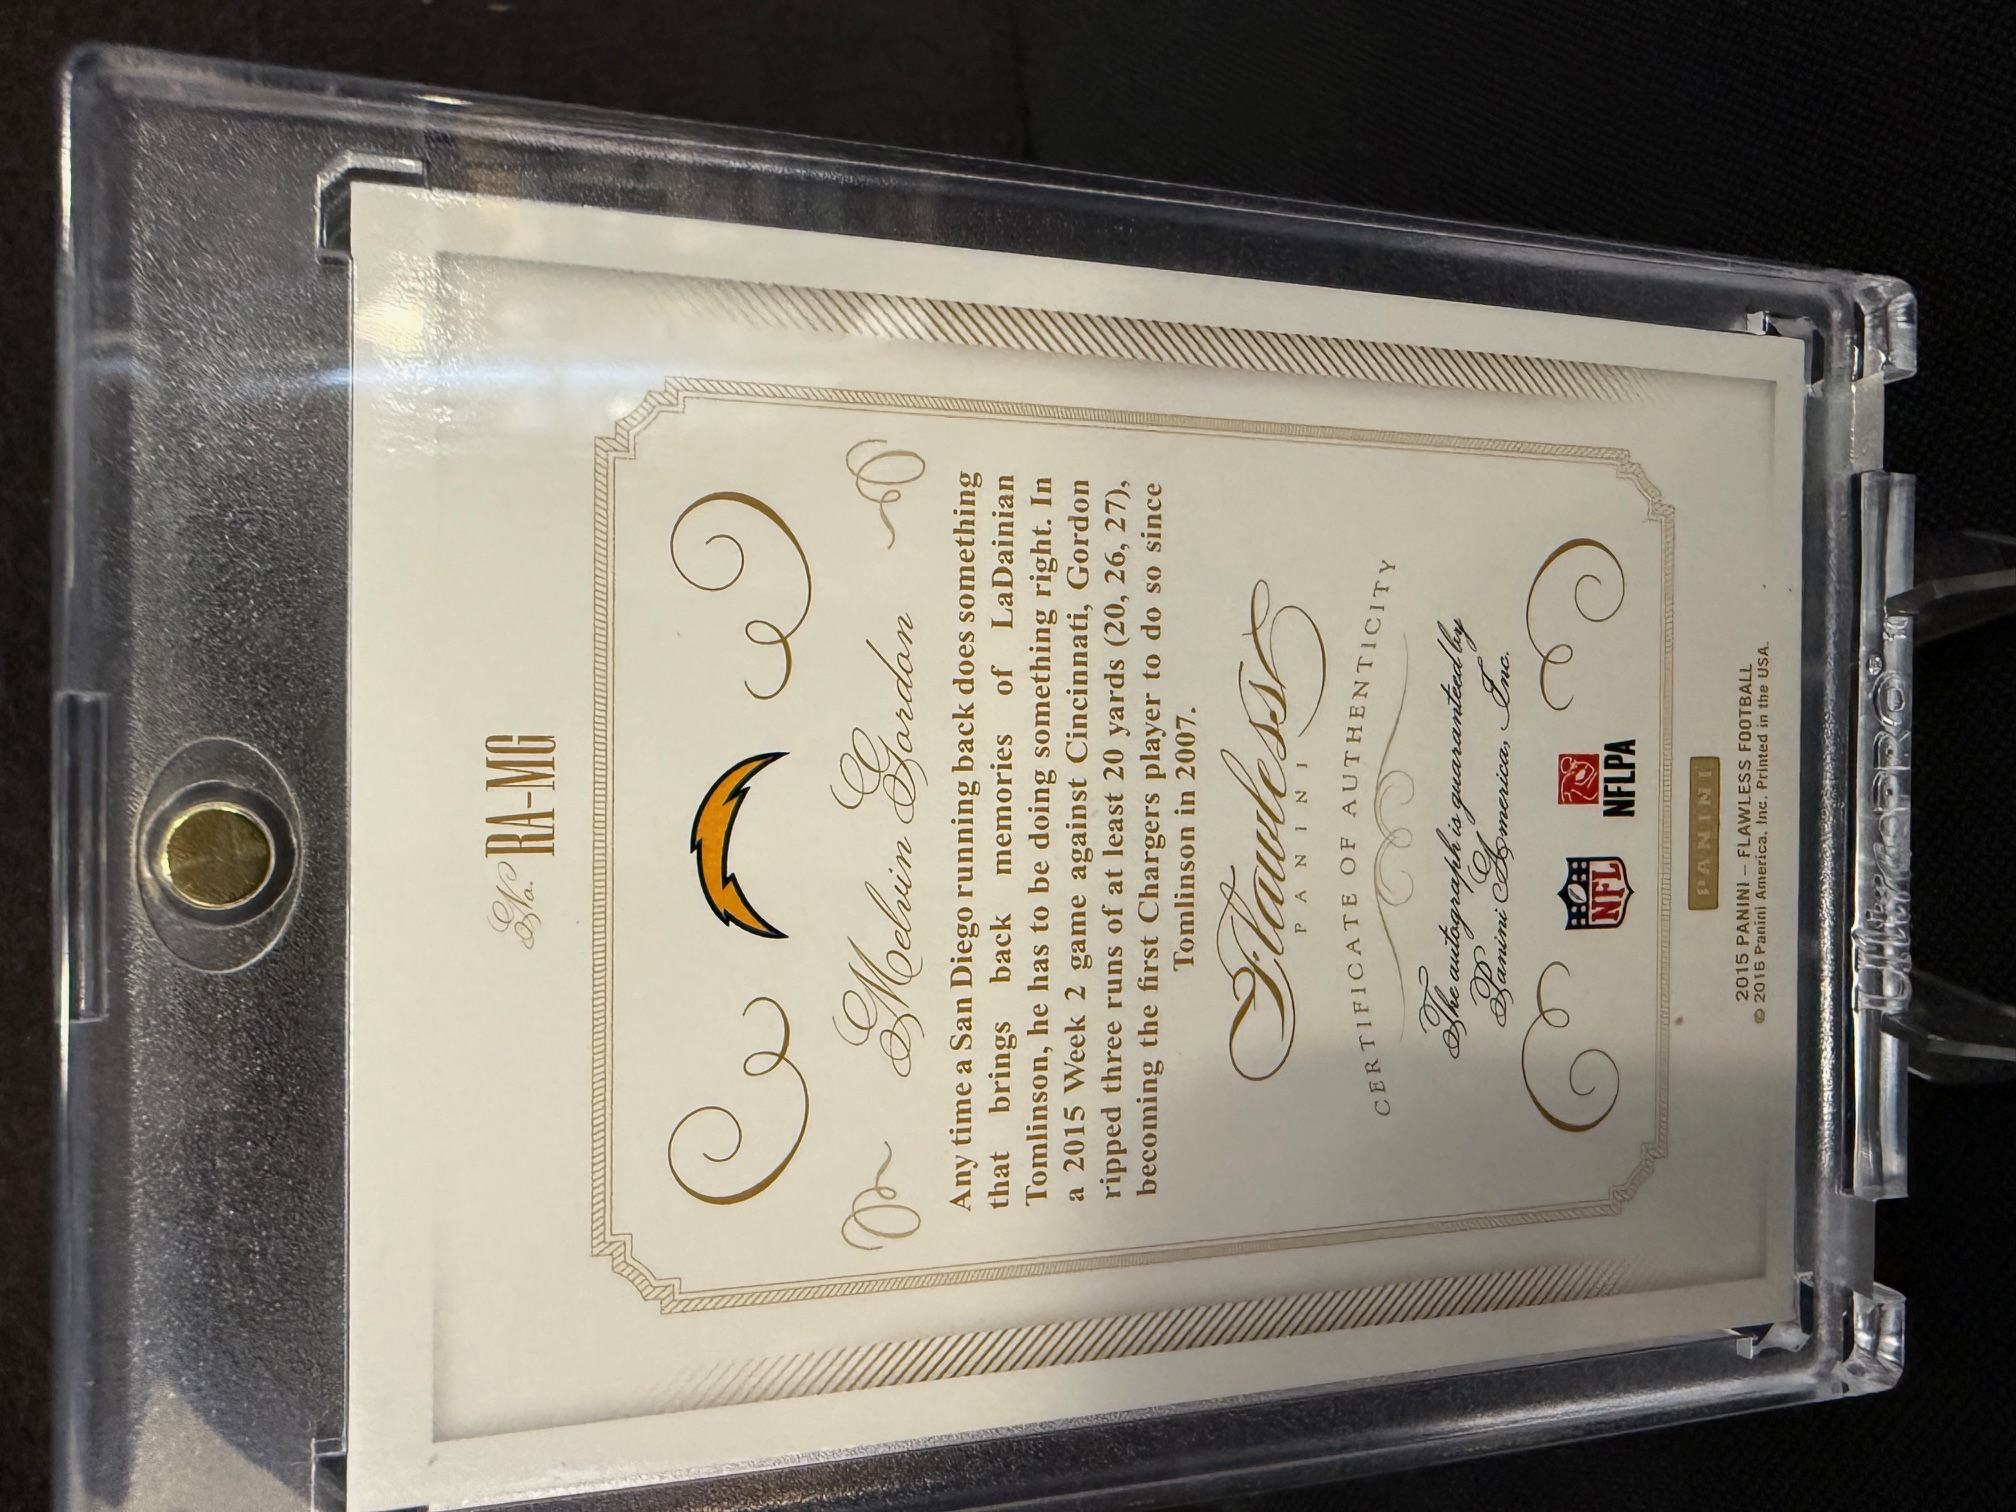 No. RA-MG
Melvin Gordon
Any time a San Diego running back does something
that brings back memories of LaDainian
Tomlinson, he has to be doing something right. In
a 2015 Week 2 game against Cincinnati, Gordon
ripped three runs of at least 20 yards (20, 26, 27),
becoming the first Chargers player to do so since
Tomlinson in 2007.
Flawless
PANINI
CERTIFICATE OF AUTHENTICITY
The autograph is guaranteed by
Panini America, Inc.
NFL NFLPA
PANINI
2015 PANINI – FLAWLESS FOOTBALL
© 2016 Panini America, Inc. Printed in the USA.
Ultra•PRO®